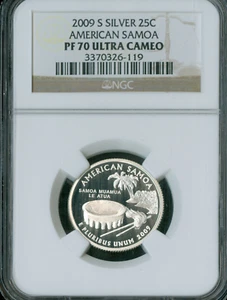 2009 S SILVER 25C
AMERICAN SAMOA
PF 70 ULTRA CAMEO
3370326-119
NGC
AMERICAN SAMOA
SAMOA MUAMUA
LE ATUA
E PLURIBUS UNUM 2009